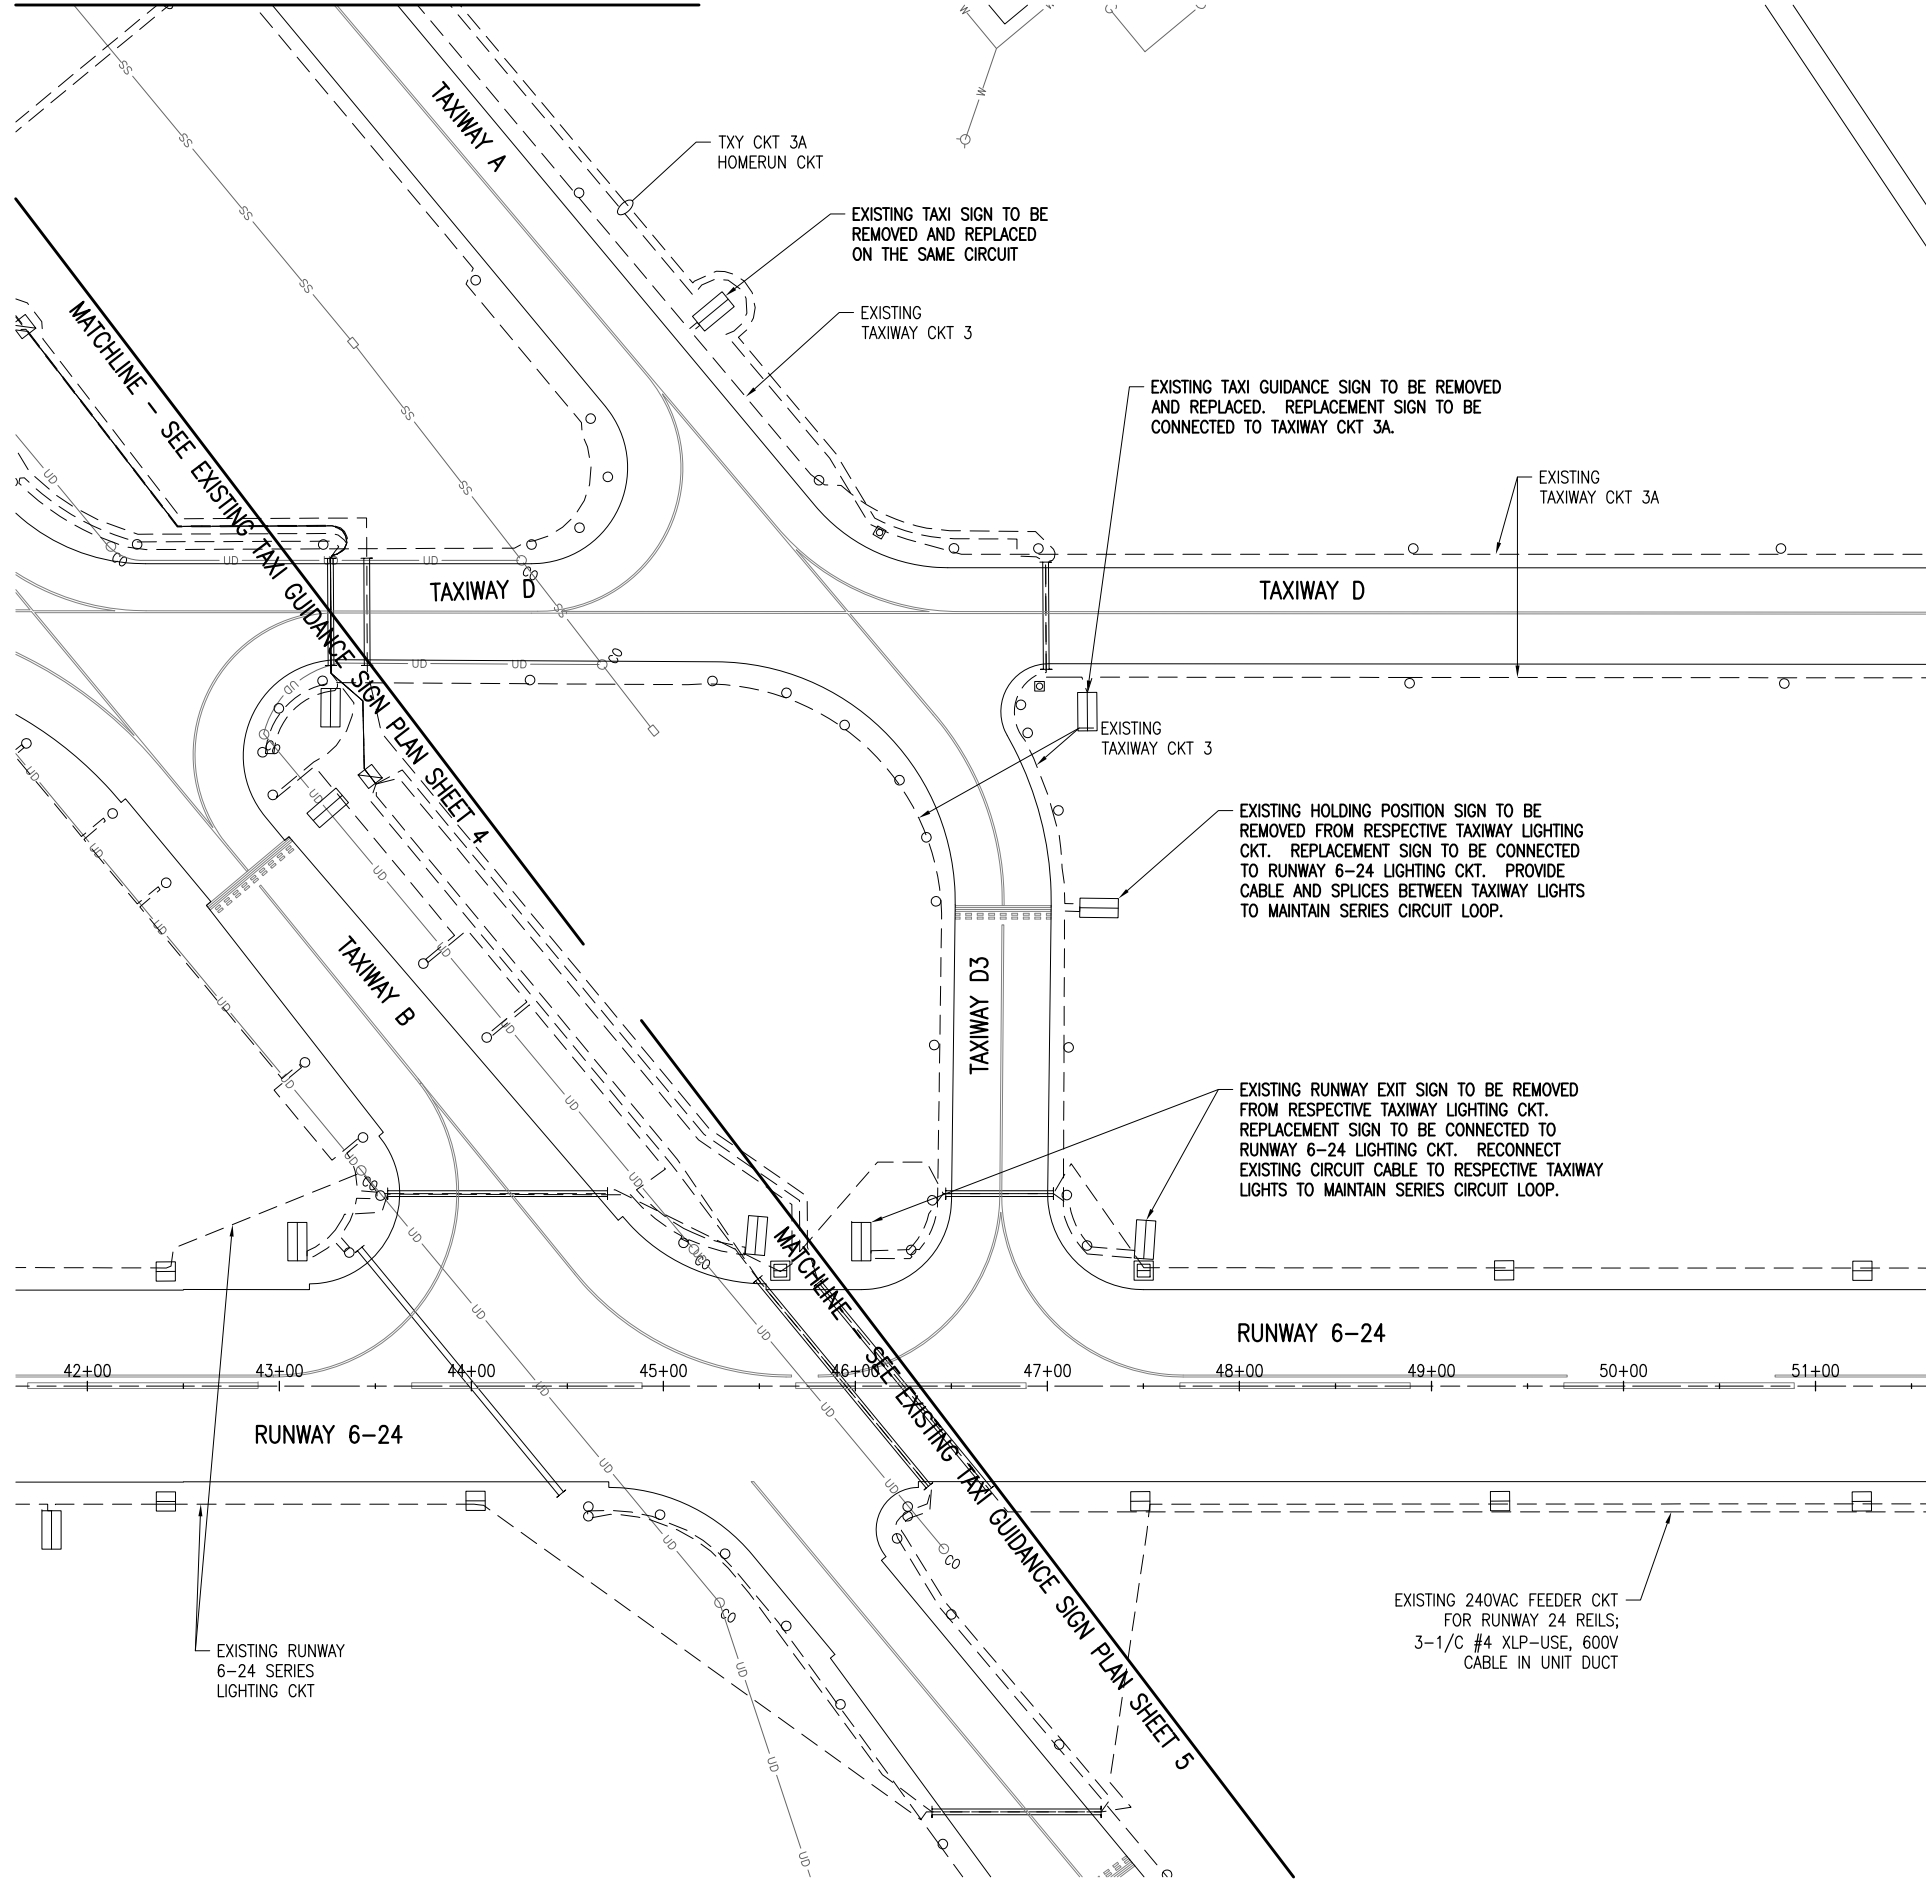 TAXIWAY A
TXY CKT 3A
HOMERUN CKT
EXISTING TAXI SIGN TO BE
REMOVED AND REPLACED
ON THE SAME CIRCUIT
EXISTING
TAXIWAY CKT 3
MATCHLINE - SEE EXISTING TAXI GUIDANCE SIGN PLAN SHEET 4
EXISTING TAXI GUIDANCE SIGN TO BE REMOVED
AND REPLACED. REPLACEMENT SIGN TO BE
CONNECTED TO TAXIWAY CKT 3A.
EXISTING
TAXIWAY CKT 3A
TAXIWAY D
TAXIWAY D
EXISTING
TAXIWAY CKT 3
EXISTING HOLDING POSITION SIGN TO BE
REMOVED FROM RESPECTIVE TAXIWAY LIGHTING
CKT. REPLACEMENT SIGN TO BE CONNECTED
TO RUNWAY 6-24 LIGHTING CKT. PROVIDE
CABLE AND SPLICES BETWEEN TAXIWAY LIGHTS
TO MAINTAIN SERIES CIRCUIT LOOP.
TAXIWAY B
TAXIWAY D3
EXISTING RUNWAY EXIT SIGN TO BE REMOVED
FROM RESPECTIVE TAXIWAY LIGHTING CKT.
REPLACEMENT SIGN TO BE CONNECTED TO
RUNWAY 6-24 LIGHTING CKT. RECONNECT
EXISTING CIRCUIT CABLE TO RESPECTIVE TAXIWAY
LIGHTS TO MAINTAIN SERIES CIRCUIT LOOP.
MATCHLINE - SEE EXISTING TAXI GUIDANCE SIGN PLAN SHEET 5
RUNWAY 6-24
42+00 43+00 44+00 45+00 46+00 47+00 48+00 49+00 50+00 51+00
RUNWAY 6-24
EXISTING RUNWAY
6-24 SERIES
LIGHTING CKT
EXISTING 240VAC FEEDER CKT
FOR RUNWAY 24 REILS;
3-1/C #4 XLP-USE, 600V
CABLE IN UNIT DUCT